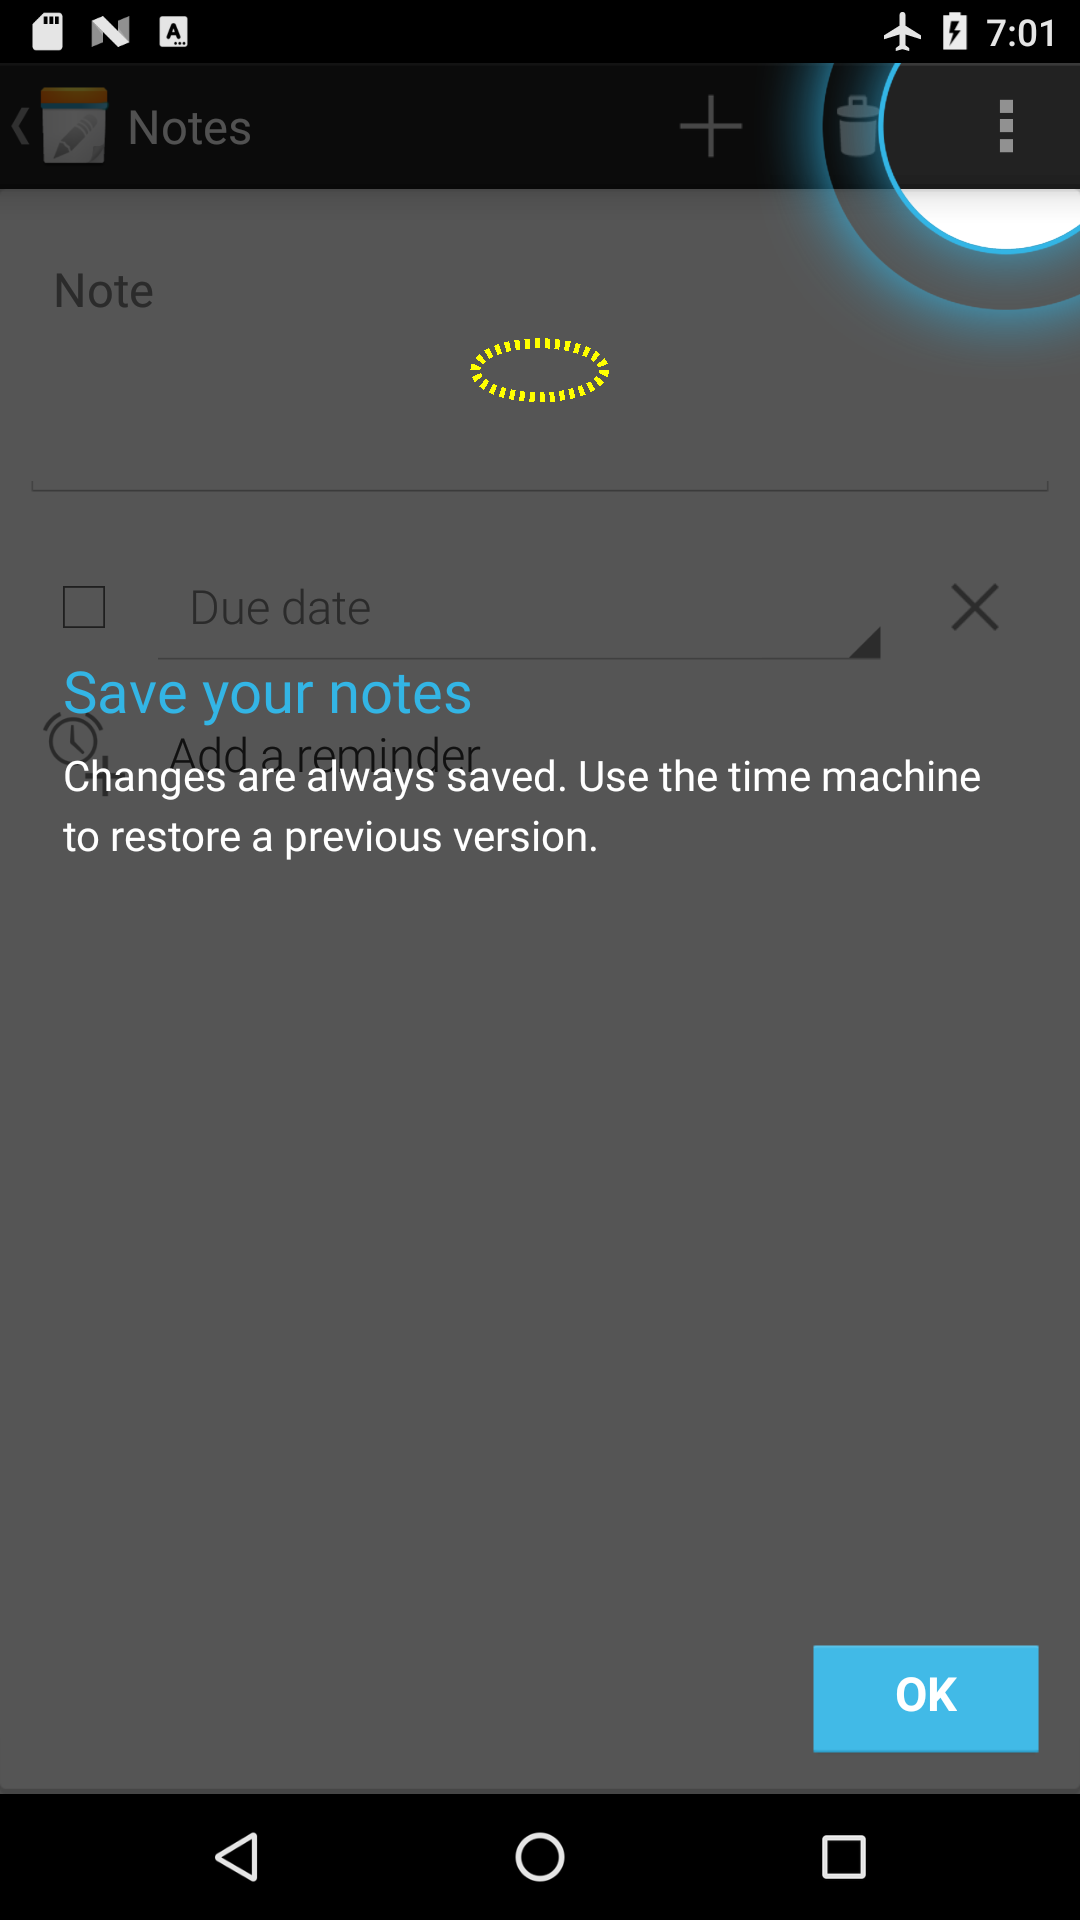 7:01
Notes
Note
Due date
Save your notes
Add a reminder
Changes are always saved. Use the time machine
to restore a previous version.
OK